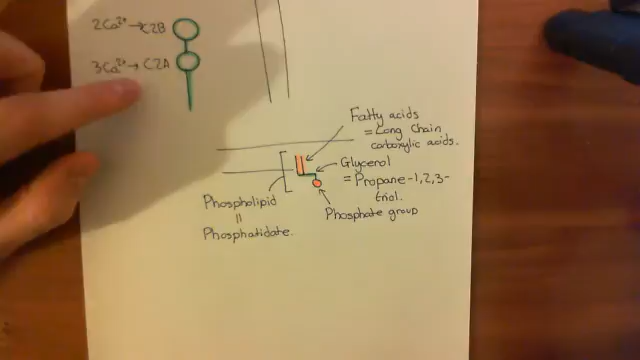 2Ca²⁺→C2B
3Ca²⁺→C2A
Fatty acids
= Long Chain
carboxylic acids.
Glycerol
= Propane-1,2,3-
triol.
Phosphate group
Phospholipid
=
Phosphatidate.